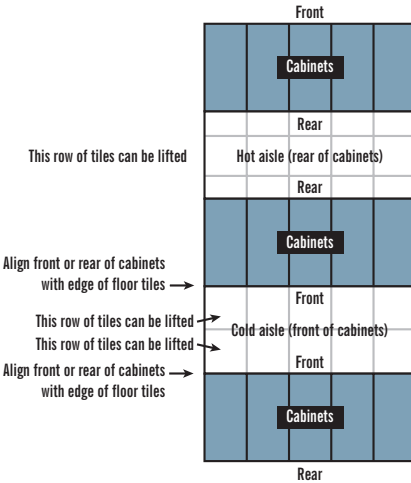 Front
Cabinets
Rear
This row of tiles can be lifted
Hot aisle (rear of cabinets)
Rear
Cabinets
Align front or rear of cabinets
with edge of floor tiles
Front
This row of tiles can be lifted
Cold aisle (front of cabinets)
This row of tiles can be lifted
Front
Align front or rear of cabinets
with edge of floor tiles
Cabinets
Rear